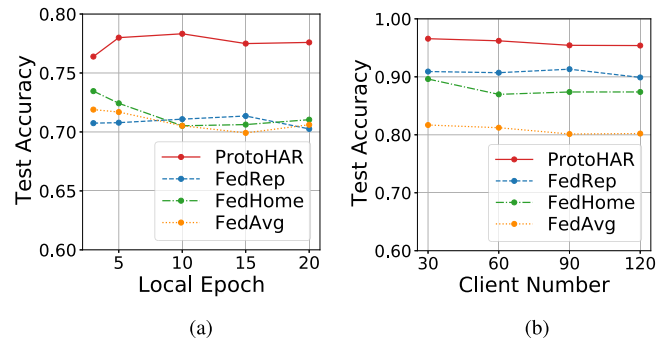 0.80
0.75
0.70
0.65
0.60
Test Accuracy
5
10
15
20
Local Epoch
ProtoHAR
FedRep
FedHome
FedAvg
(a)
1.00
0.90
0.80
0.70
0.60
Test Accuracy
30
60
90
120
Client Number
ProtoHAR
FedRep
FedHome
FedAvg
(b)